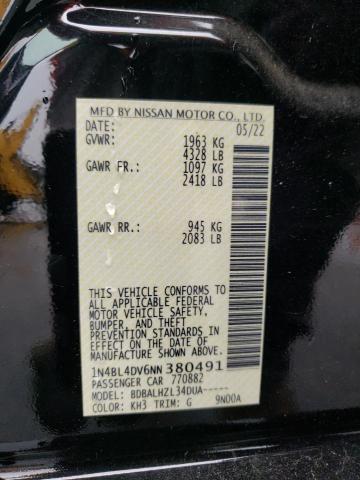 MFD BY NISSAN MOTOR CO., LTD.
DATE: 05/22
GVWR: 1963 KG
4328 LB
GAWR FR.: 1097 KG
2418 LB
GAWR RR.: 945 KG
2083 LB
THIS VEHICLE CONFORMS TO
ALL APPLICABLE FEDERAL
MOTOR VEHICLE SAFETY,
BUMPER, AND THEFT
PREVENTION STANDARDS IN
EFFECT ON THE DATE OF
MANUFACTURE SHOWN ABOVE.
1N4BL4DV6NN380491
PASSENGER CAR 770882
MODEL: BDBALHZL34DUA-----
COLOR: KH3 TRIM: G 9N00A